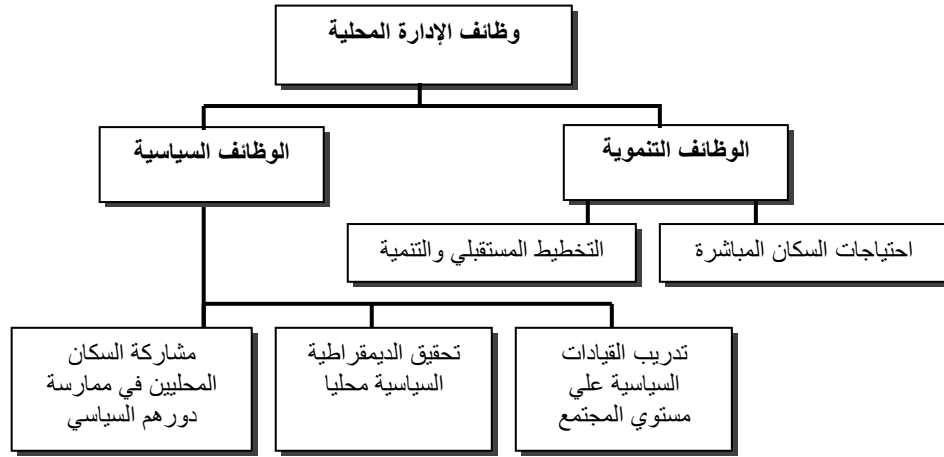 وظائف الإدارة المحلية
الوظائف التنموية
الوظائف السياسية
احتياجات السكان المباشرة
التخطيط المستقبلي والتنمية
تدريب القيادات
السياسية علي
مستوي المجتمع
تحقيق الديمقراطية
السياسية محليا
مشاركة السكان
المحليين في ممارسة
دورهم السياسي